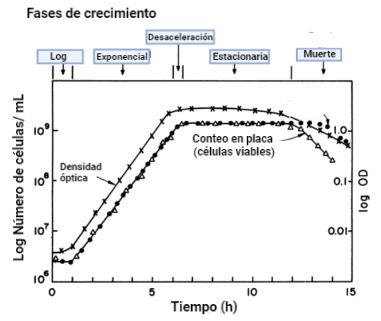 Fases de crecimiento
Desaceleración
Log
Exponencial
Estacionaria
Muerte
Log Número de células/ mL
10⁹
10⁸
10⁷
10⁶
Densidad
óptica
Conteo en placa
(células viables)
1.0
0.1
0.01
log OD
0
5
10
15
Tiempo (h)